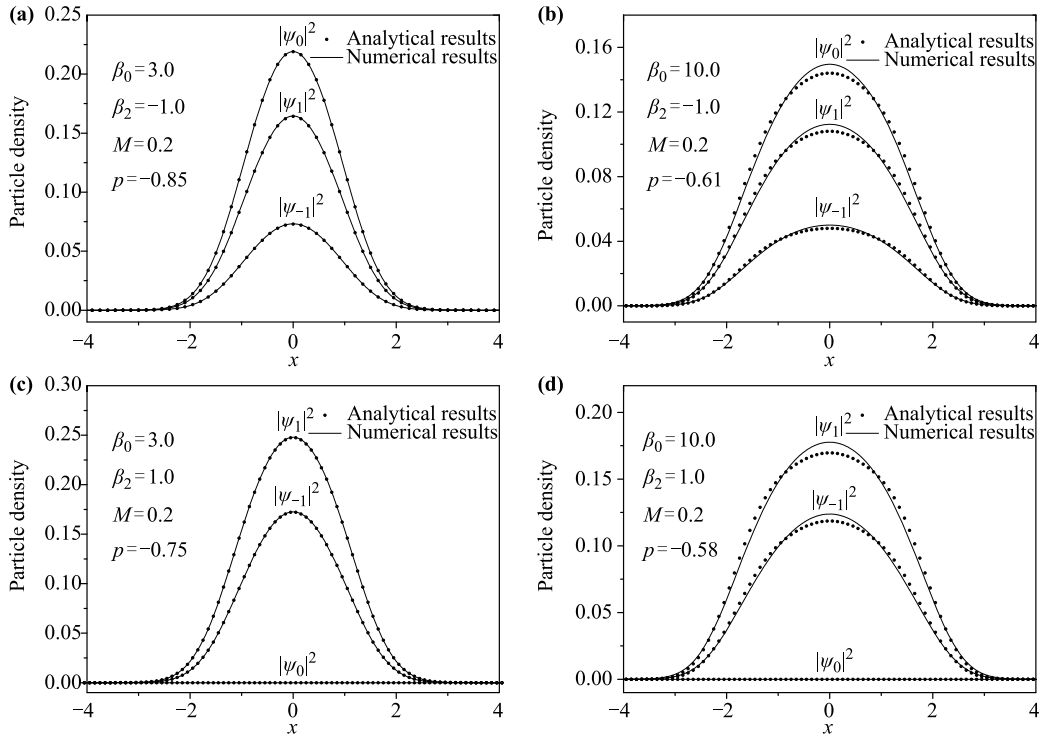 (a)
0.25
0.20
0.15
0.10
0.05
0.00
Particle density
|ψ₀|²
• Analytical results
— Numerical results
β₀=3.0
|ψ₁|²
β₂=−1.0
M=0.2
p=−0.85
|ψ₋₁|²
−4 −2 0 2 4
x
(b)
0.16
0.12
0.08
0.04
0.00
Particle density
|ψ₀|²
• Analytical results
— Numerical results
β₀=10.0
|ψ₁|²
β₂=−1.0
M=0.2
p=−0.61
|ψ₋₁|²
−4 −2 0 2 4
x
(c)
0.30
0.25
0.20
0.15
0.10
0.05
0.00
Particle density
|ψ₁|²
• Analytical results
— Numerical results
β₀=3.0
|ψ₋₁|²
β₂=1.0
M=0.2
p=−0.75
|ψ₀|²
−4 −2 0 2 4
x
(d)
0.20
0.15
0.10
0.05
0.00
Particle density
|ψ₁|²
• Analytical results
— Numerical results
β₀=10.0
β₂=1.0
|ψ₋₁|²
M=0.2
p=−0.58
|ψ₀|²
−4 −2 0 2 4
x